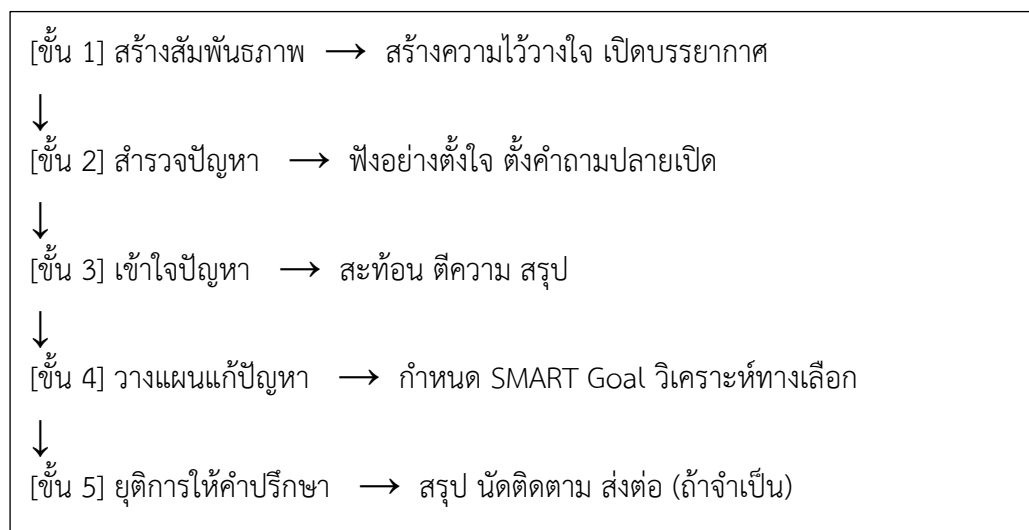 [ขั้น 1] สร้างสัมพันธภาพ → สร้างความไว้วางใจ เปิดบรรยากาศ
↓
[ขั้น 2] สำรวจปัญหา → ฟังอย่างตั้งใจ ตั้งคำถามปลายเปิด
↓
[ขั้น 3] เข้าใจปัญหา → สะท้อน ตีความ สรุป
↓
[ขั้น 4] วางแผนแก้ปัญหา → กำหนด SMART Goal วิเคราะห์ทางเลือก
↓
[ขั้น 5] ยุติการให้คำปรึกษา → สรุป นัดติดตาม ส่งต่อ (ถ้าจำเป็น)